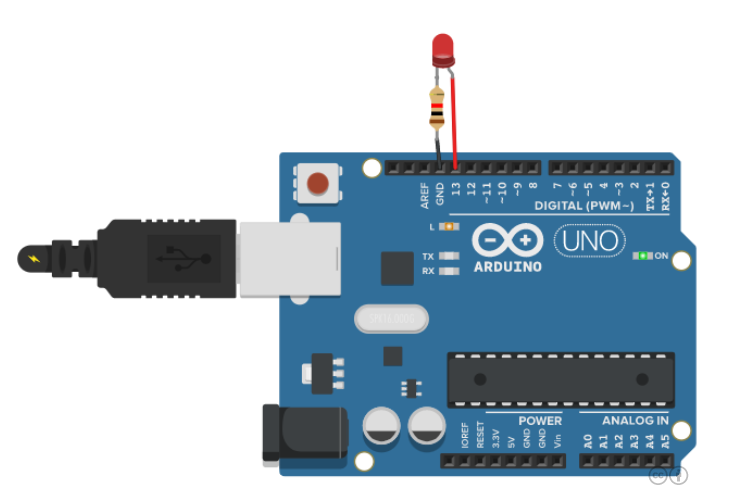 AREF
GND
13
12
~11
~10
~9
8
7
~6
~5
~4
~3
2
TX→1
RX←0
DIGITAL (PWM~)
L
TX
RX
ARDUINO
UNO
ON
IOREF
RESET
3.3V
5V
GND
GND
Vin
POWER
ANALOG IN
A0
A1
A2
A3
A4
A5
cc